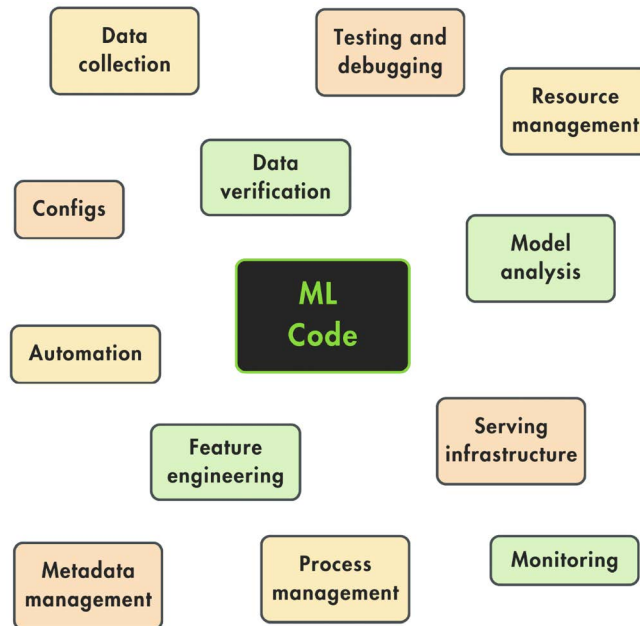 Data
collection
Testing and
debugging
Resource
management
Data
verification
Configs
Model
analysis
ML
Code
Automation
Serving
infrastructure
Feature
engineering
Metadata
management
Process
management
Monitoring